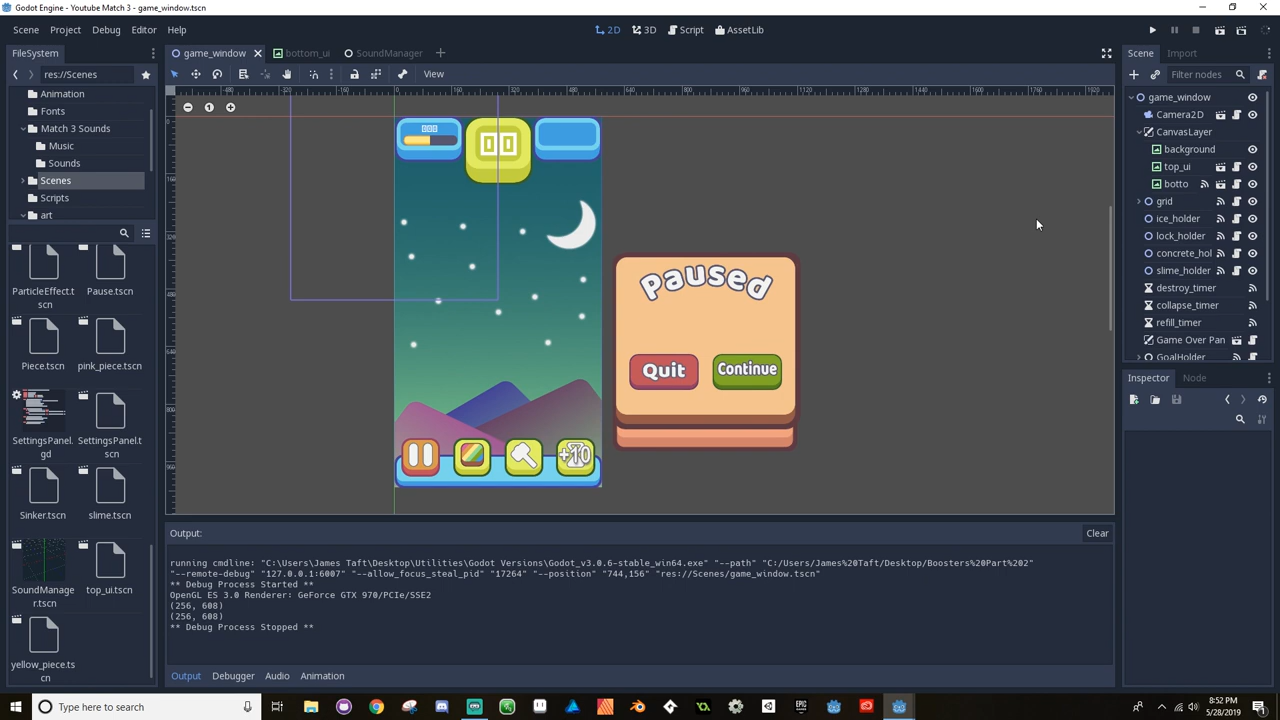 Godot Engine - Youtube Match 3 - game_window.tscn
Scene Project Debug Editor Help
2D 3D Script AssetLib
FileSystem
game_window bottom_ui SoundManager
Scene Import
res://Scenes
View
Filter nodes
Animation
Fonts
Match 3 Sounds
Music
Sounds
Scenes
Scripts
art
ParticleEffect.t
scn
Pause.tscn
Piece.tscn
pink_piece.tscn
SettingsPanel.
gd
SettingsPanel.t
scn
Sinker.tscn
slime.tscn
SoundManage
r.tscn
top_ui.tscn
yellow_piece.ts
cn
Paused
Quit
Continue
+10
game_window
Camera2D
CanvasLayer
background
top_ui
botto
grid
ice_holder
lock_holder
concrete_hol
slime_holder
destroy_timer
collapse_timer
refill_timer
Game Over Pan
GoalHolder
Inspector Node
Output:
Clear
running cmdline: "C:\Users\James Taft\Desktop\Utilities\Godot Versions\Godot_v3.0.6-stable_win64.exe" "--path" "C:/Users/James%20Taft/Desktop/Boosters%20Part%202"
"--remote-debug" "127.0.0.1:6007" "--allow_focus_steal_pid" "17264" "--position" "744,156" "res://Scenes/game_window.tscn"
** Debug Process Started **
OpenGL ES 3.0 Renderer: GeForce GTX 970/PCIe/SSE2
(256, 608)
(256, 608)
** Debug Process Stopped **
Output Debugger Audio Animation
Type here to search
8:52 PM
5/28/2019